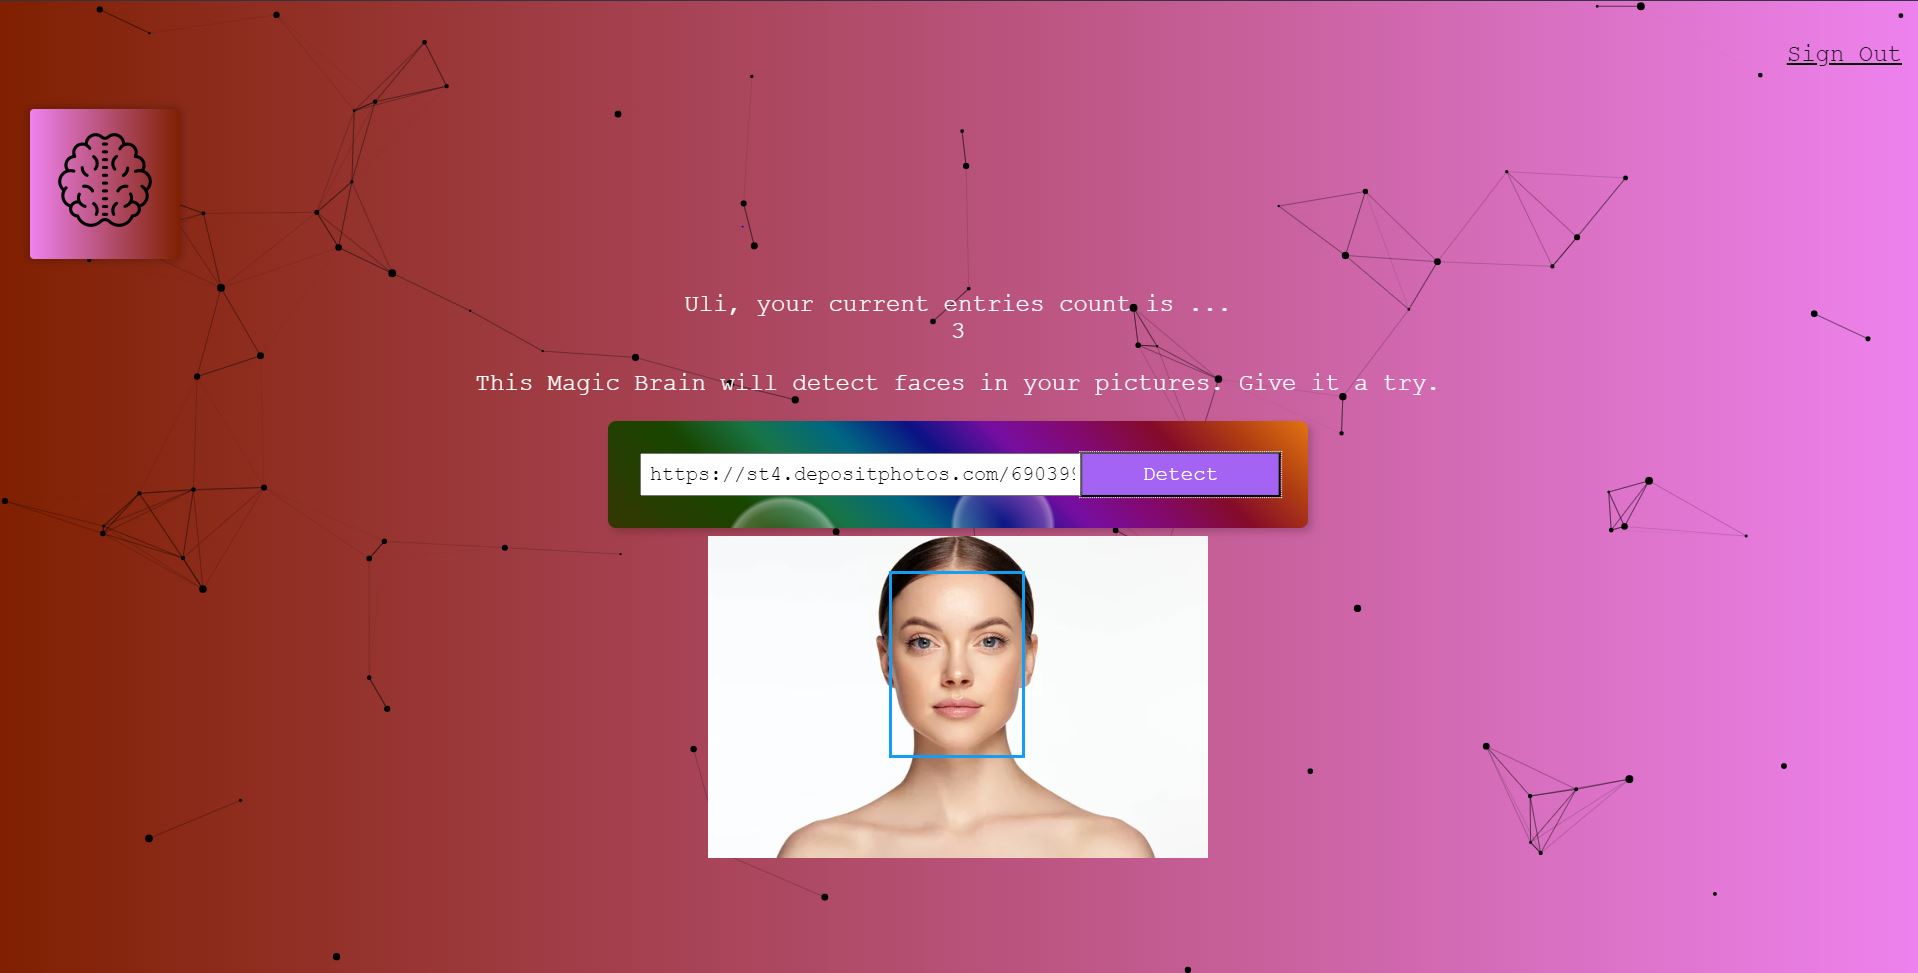 Sign Out
Uli, your current entries count is ...
3
This Magic Brain will detect faces in your pictures. Give it a try.
https://st4.depositphotos.com/69039
Detect